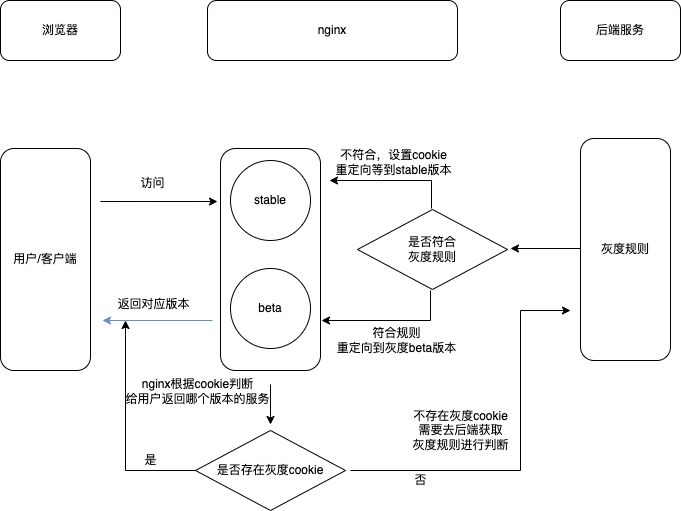 浏览器
nginx
后端服务
不符合，设置cookie
重定向等到stable版本
访问
stable
是否符合
灰度规则
用户/客户端
灰度规则
返回对应版本
beta
符合规则
重定向到灰度beta版本
nginx根据cookie判断
给用户返回哪个版本的服务
不存在灰度cookie
需要去后端获取
灰度规则进行判断
是
是否存在灰度cookie
否